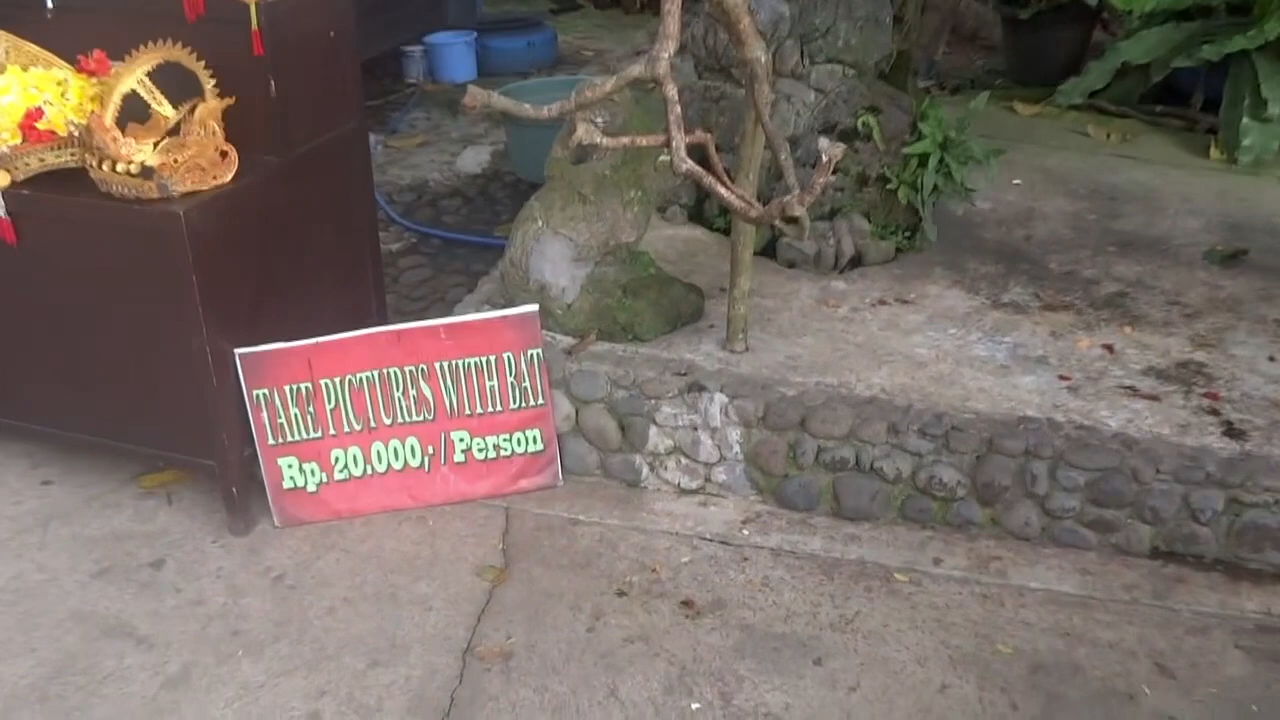 TAKE PICTURES WITH BAT
Rp. 20.000,- / Person